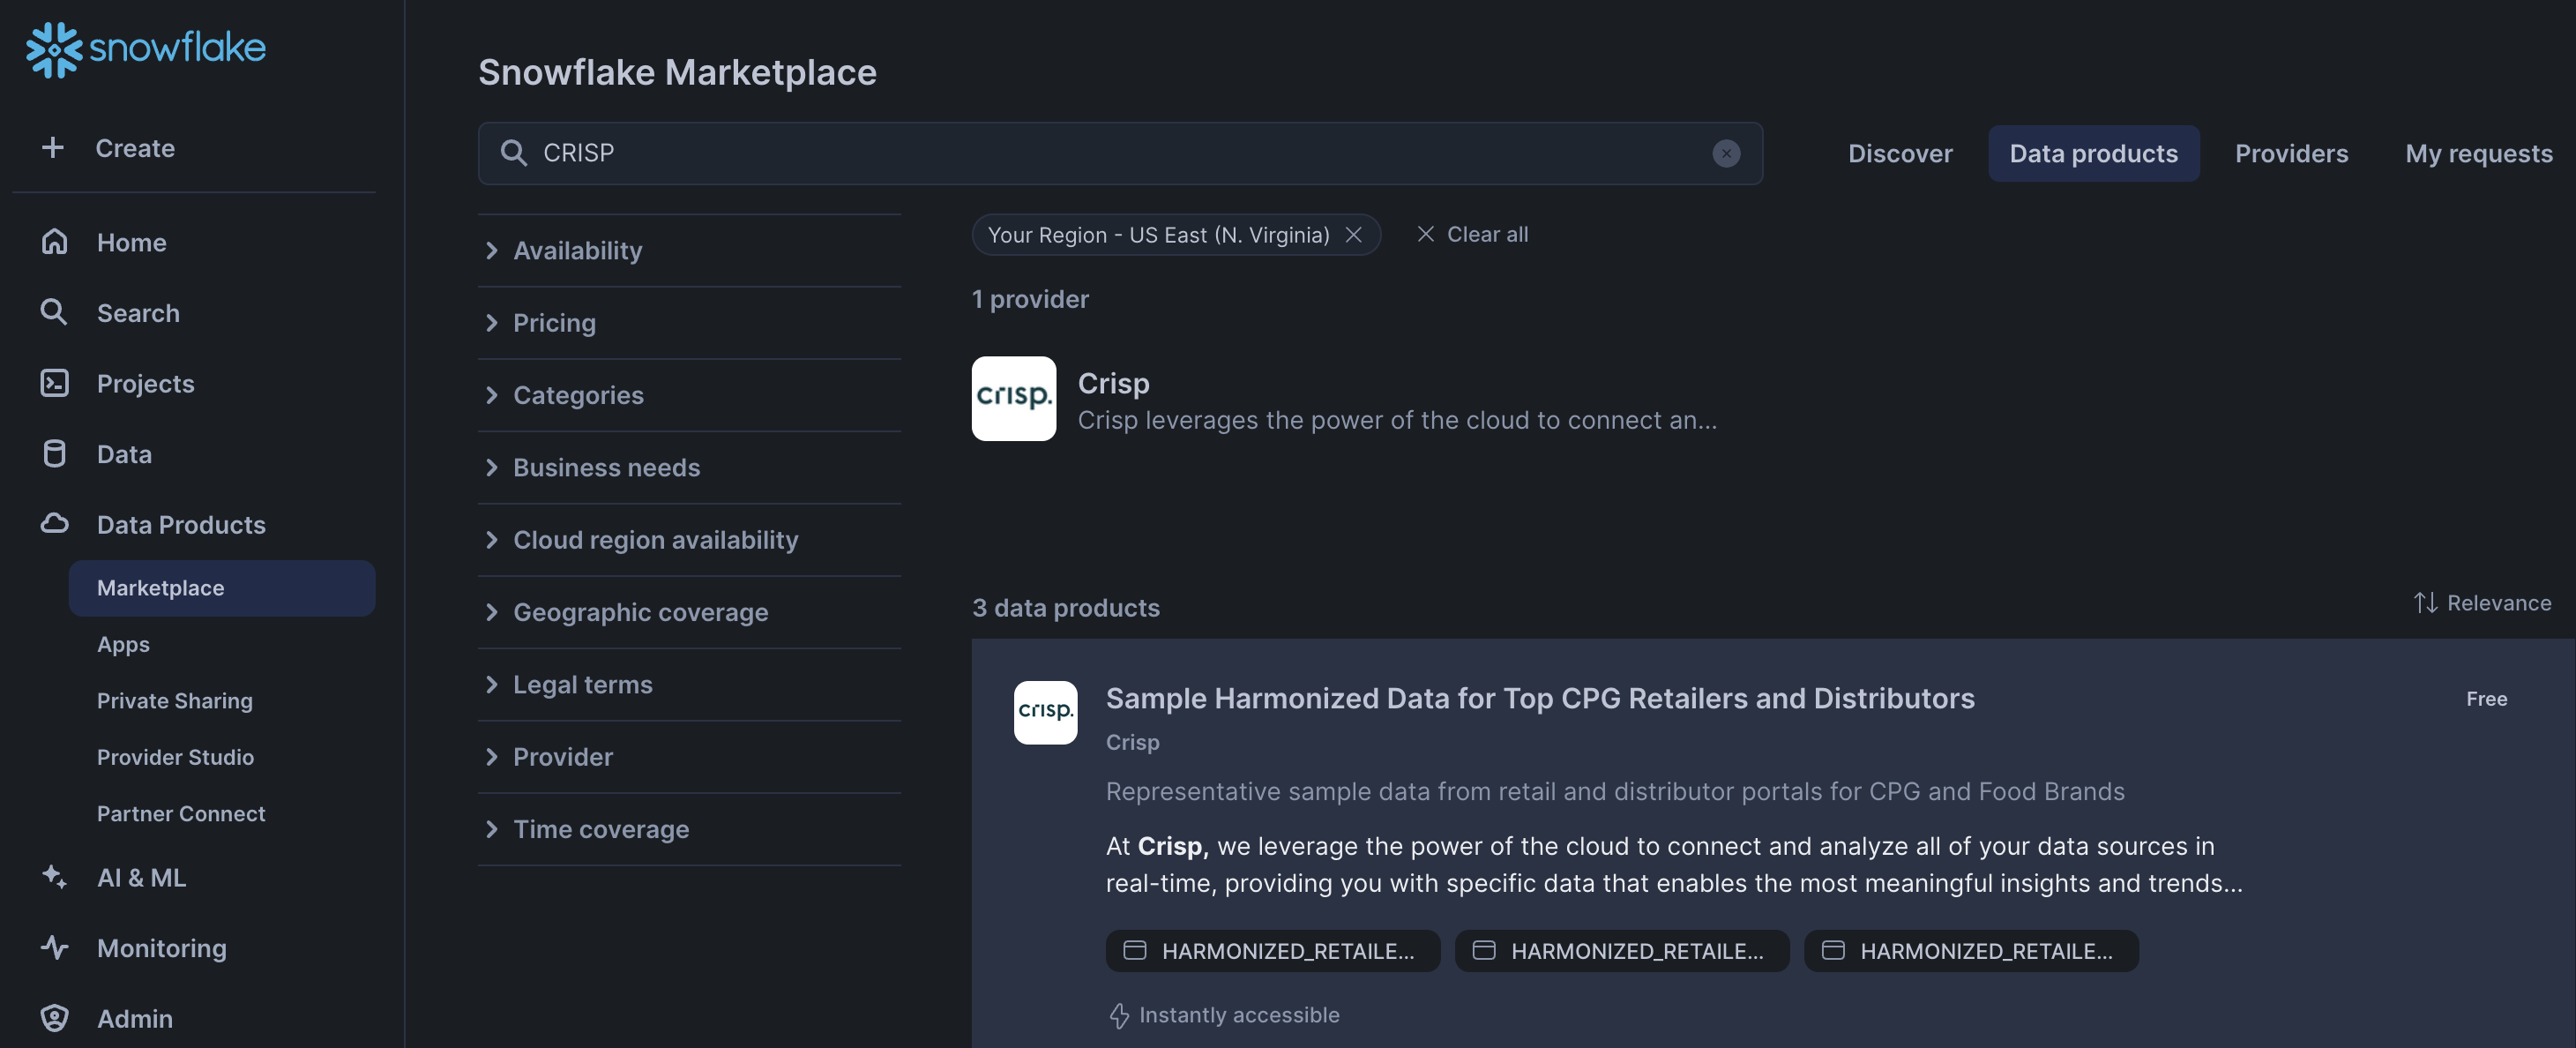 snowflake
Create
Home
Search
Projects
Data
Data Products
Marketplace
Apps
Private Sharing
Provider Studio
Partner Connect
AI & ML
Monitoring
Admin
Snowflake Marketplace
CRISP
Discover
Data products
Providers
My requests
Availability
Pricing
Categories
Business needs
Cloud region availability
Geographic coverage
Legal terms
Provider
Time coverage
Your Region - US East (N. Virginia)
Clear all
1 provider
crisp.
Crisp
Crisp leverages the power of the cloud to connect an...
3 data products
Relevance
crisp.
Sample Harmonized Data for Top CPG Retailers and Distributors
Free
Crisp
Representative sample data from retail and distributor portals for CPG and Food Brands
At Crisp, we leverage the power of the cloud to connect and analyze all of your data sources in
real-time, providing you with specific data that enables the most meaningful insights and trends...
HARMONIZED_RETAILE...
HARMONIZED_RETAILE...
HARMONIZED_RETAILE...
Instantly accessible